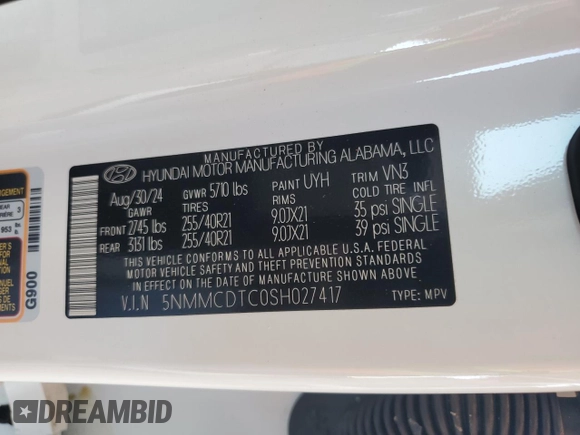 MANUFACTURED BY
HYUNDAI MOTOR MANUFACTURING ALABAMA, LLC
Aug/30/24 GVWR 5710 lbs PAINT UYH TRIM VN3
GAWR TIRES RIMS COLD TIRE INFL
FRONT 2745 lbs 255/40R21 9.0JX21 35 psi SINGLE
REAR 3131 lbs 255/40R21 9.0JX21 39 psi SINGLE
THIS VEHICLE CONFORMS TO ALL APPLICABLE U.S.A. FEDERAL
MOTOR VEHICLE SAFETY AND THEFT PREVENTION STANDARDS
IN EFFECT ON THE DATE OF MANUFACTURE SHOWN ABOVE.
V.I.N 5NMMCDTC0SH027417 TYPE: MPV
G900
DREAMBID